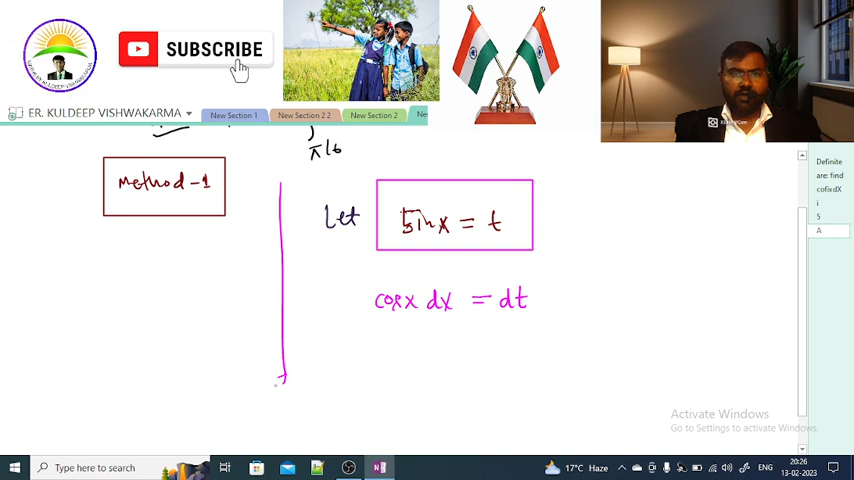 SUBSCRIBE
ER. KULDEEP VISHWAKARMA
New Section 1
New Section 2 2
New Section 2
π/6
Method-1
Let
sinx = t
cosx dx = dt
Definite
are: find
cofixdX
i
5
A
Activate Windows
Go to Settings to activate Windows.
Type here to search
17°C Haze
ENG
20:26
13-02-2023